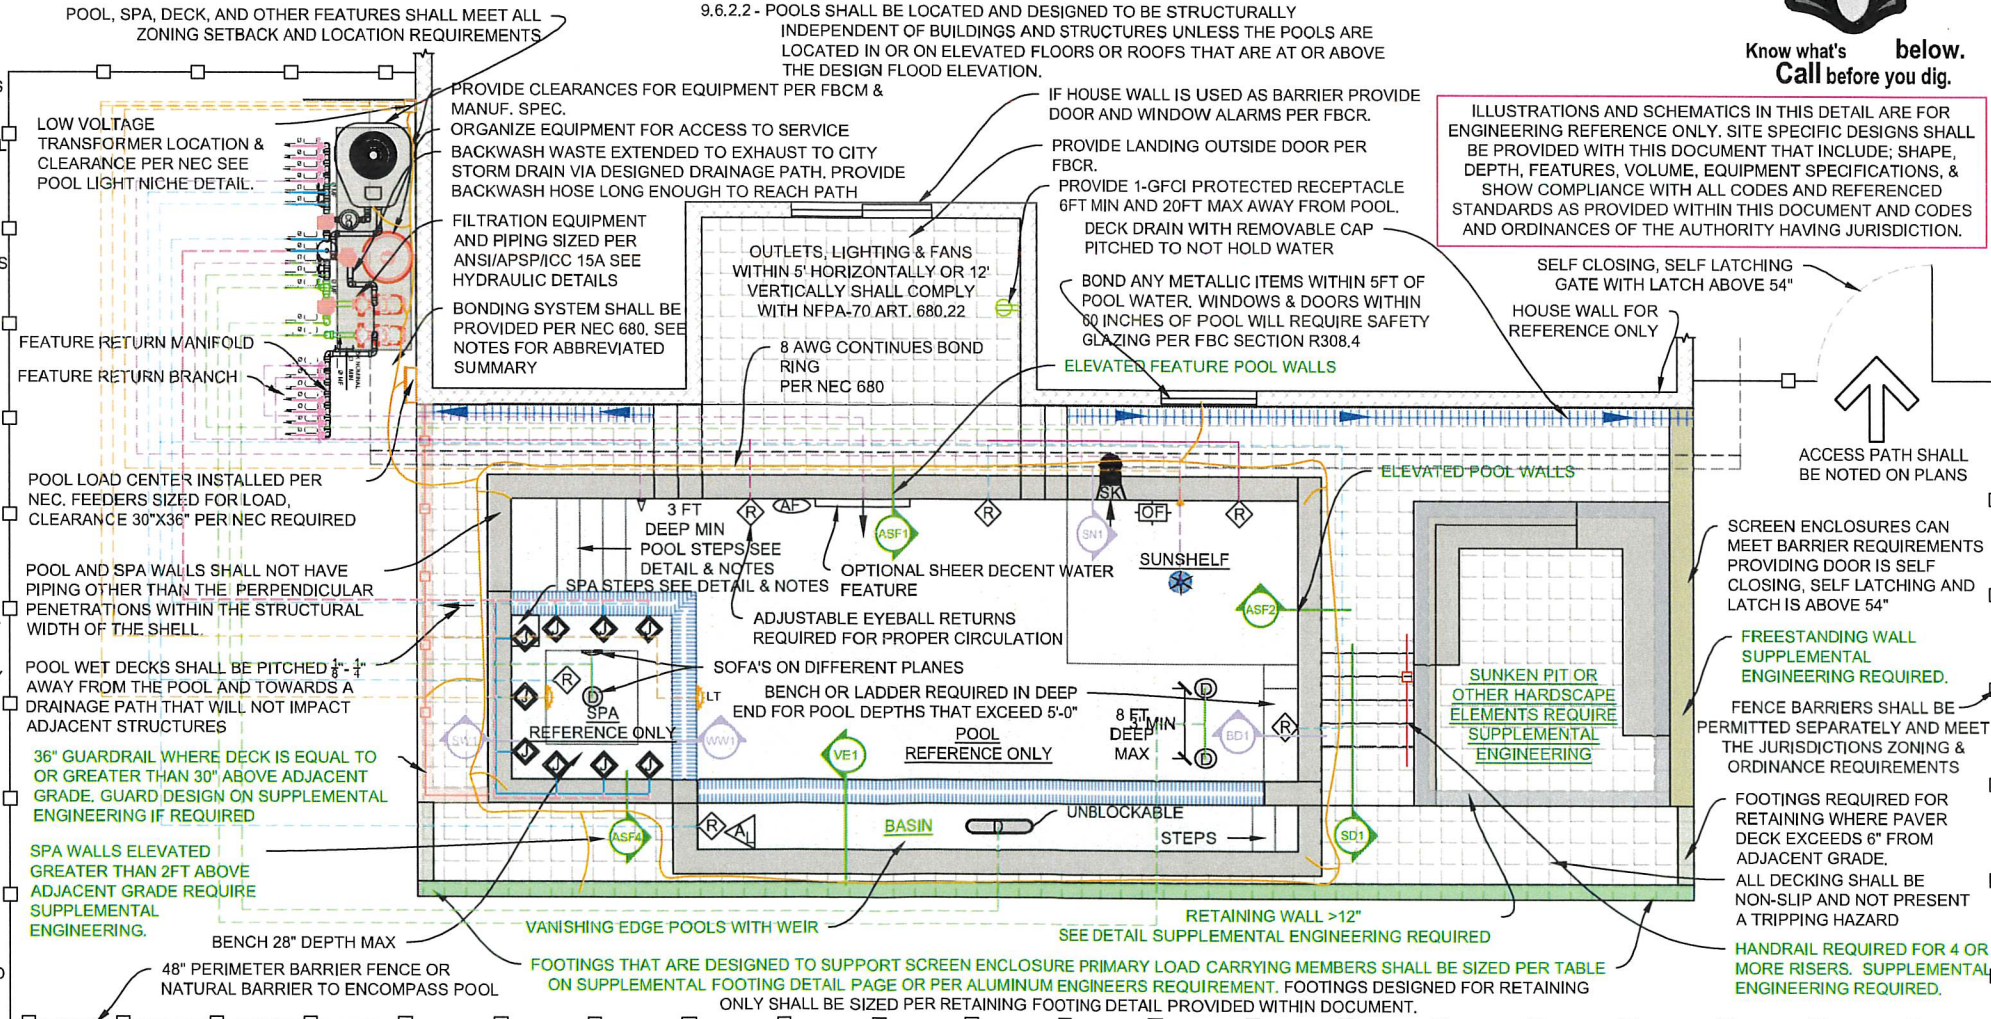 POOL, SPA, DECK, AND OTHER FEATURES SHALL MEET ALL
ZONING SETBACK AND LOCATION REQUIREMENTS
9.6.2.2 - POOLS SHALL BE LOCATED AND DESIGNED TO BE STRUCTURALLY
INDEPENDENT OF BUILDINGS AND STRUCTURES UNLESS THE POOLS ARE
LOCATED IN OR ON ELEVATED FLOORS OR ROOFS THAT ARE AT OR ABOVE
THE DESIGN FLOOD ELEVATION.
Know what's below.
Call before you dig.
ILLUSTRATIONS AND SCHEMATICS IN THIS DETAIL ARE FOR
ENGINEERING REFERENCE ONLY. SITE SPECIFIC DESIGNS SHALL
BE PROVIDED WITH THIS DOCUMENT THAT INCLUDE; SHAPE,
DEPTH, FEATURES, VOLUME, EQUIPMENT SPECIFICATIONS, &
SHOW COMPLIANCE WITH ALL CODES AND REFERENCED
STANDARDS AS PROVIDED WITHIN THIS DOCUMENT AND CODES
AND ORDINANCES OF THE AUTHORITY HAVING JURISDICTION.
LOW VOLTAGE
TRANSFORMER LOCATION &
CLEARANCE PER NEC SEE
POOL LIGHT NICHE DETAIL.
PROVIDE CLEARANCES FOR EQUIPMENT PER FBCM &
MANUF. SPEC.
ORGANIZE EQUIPMENT FOR ACCESS TO SERVICE
BACKWASH WASTE EXTENDED TO EXHAUST TO CITY
STORM DRAIN VIA DESIGNED DRAINAGE PATH. PROVIDE
BACKWASH HOSE LONG ENOUGH TO REACH PATH
FILTRATION EQUIPMENT
AND PIPING SIZED PER
ANSI/APSP/ICC 15A SEE
HYDRAULIC DETAILS
BONDING SYSTEM SHALL BE
PROVIDED PER NEC 680, SEE
NOTES FOR ABBREVIATED
SUMMARY
IF HOUSE WALL IS USED AS BARRIER PROVIDE
DOOR AND WINDOW ALARMS PER FBCR.
PROVIDE LANDING OUTSIDE DOOR PER
FBCR.
PROVIDE 1-GFCI PROTECTED RECEPTACLE
6FT MIN AND 20FT MAX AWAY FROM POOL.
DECK DRAIN WITH REMOVABLE CAP
PITCHED TO NOT HOLD WATER
BOND ANY METALLIC ITEMS WITHIN 5FT OF
POOL WATER. WINDOWS & DOORS WITHIN
60 INCHES OF POOL WILL REQUIRE SAFETY
GLAZING PER FBC SECTION R308.4
ELEVATED FEATURE POOL WALLS
OUTLETS, LIGHTING & FANS
WITHIN 5' HORIZONTALLY OR 12'
VERTICALLY SHALL COMPLY
WITH NFPA-70 ART. 680.22
8 AWG CONTINUES BOND
RING
PER NEC 680
SELF CLOSING, SELF LATCHING
GATE WITH LATCH ABOVE 54"
HOUSE WALL FOR
REFERENCE ONLY
ACCESS PATH SHALL
BE NOTED ON PLANS
FEATURE RETURN MANIFOLD
FEATURE RETURN BRANCH
POOL LOAD CENTER INSTALLED PER
NEC. FEEDERS SIZED FOR LOAD,
CLEARANCE 30"X36" PER NEC REQUIRED
POOL AND SPA WALLS SHALL NOT HAVE
PIPING OTHER THAN THE PERPENDICULAR
PENETRATIONS WITHIN THE STRUCTURAL
WIDTH OF THE SHELL.
POOL WET DECKS SHALL BE PITCHED 1/8"- 1/4"
AWAY FROM THE POOL AND TOWARDS A
DRAINAGE PATH THAT WILL NOT IMPACT
ADJACENT STRUCTURES
36" GUARDRAIL WHERE DECK IS EQUAL TO
OR GREATER THAN 30" ABOVE ADJACENT
GRADE. GUARD DESIGN ON SUPPLEMENTAL
ENGINEERING IF REQUIRED
SPA WALLS ELEVATED
GREATER THAN 2FT ABOVE
ADJACENT GRADE REQUIRE
SUPPLEMENTAL
ENGINEERING.
BENCH 28" DEPTH MAX
48" PERIMETER BARRIER FENCE OR
NATURAL BARRIER TO ENCOMPASS POOL
3 FT
DEEP MIN
POOL STEPS SEE
DETAIL & NOTES
SPA STEPS SEE DETAIL & NOTES
R
AF
ASF1
R
SN1
SK
OF
R
ELEVATED POOL WALLS
OPTIONAL SHEER DECENT WATER
FEATURE
SUNSHELF
ASF2
ADJUSTABLE EYEBALL RETURNS
REQUIRED FOR PROPER CIRCULATION
SOFA'S ON DIFFERENT PLANES
BENCH OR LADDER REQUIRED IN DEEP
END FOR POOL DEPTHS THAT EXCEED 5'-0"
J J J J
J
J J J J
R
D
SPA
REFERENCE ONLY
LT
WW1
VE1
POOL
REFERENCE ONLY
8 FT
MIN
DEEP
MAX
D
D
BD1
R
ASF4
R
AL
BASIN
UNBLOCKABLE
STEPS
SD1
SUNKEN PIT OR
OTHER HARDSCAPE
ELEMENTS REQUIRE
SUPPLEMENTAL
ENGINEERING
SCREEN ENCLOSURES CAN
MEET BARRIER REQUIREMENTS
PROVIDING DOOR IS SELF
CLOSING, SELF LATCHING AND
LATCH IS ABOVE 54"
FREESTANDING WALL
SUPPLEMENTAL
ENGINEERING REQUIRED.
FENCE BARRIERS SHALL BE
PERMITTED SEPARATELY AND MEET
THE JURISDICTIONS ZONING &
ORDINANCE REQUIREMENTS
FOOTINGS REQUIRED FOR
RETAINING WHERE PAVER
DECK EXCEEDS 6" FROM
ADJACENT GRADE.
ALL DECKING SHALL BE
NON-SLIP AND NOT PRESENT
A TRIPPING HAZARD
HANDRAIL REQUIRED FOR 4 OR
MORE RISERS. SUPPLEMENTAL
ENGINEERING REQUIRED.
VANISHING EDGE POOLS WITH WEIR
RETAINING WALL >12"
SEE DETAIL SUPPLEMENTAL ENGINEERING REQUIRED
FOOTINGS THAT ARE DESIGNED TO SUPPORT SCREEN ENCLOSURE PRIMARY LOAD CARRYING MEMBERS SHALL BE SIZED PER TABLE
ON SUPPLEMENTAL FOOTING DETAIL PAGE OR PER ALUMINUM ENGINEERS REQUIREMENT. FOOTINGS DESIGNED FOR RETAINING
ONLY SHALL BE SIZED PER RETAINING FOOTING DETAIL PROVIDED WITHIN DOCUMENT.